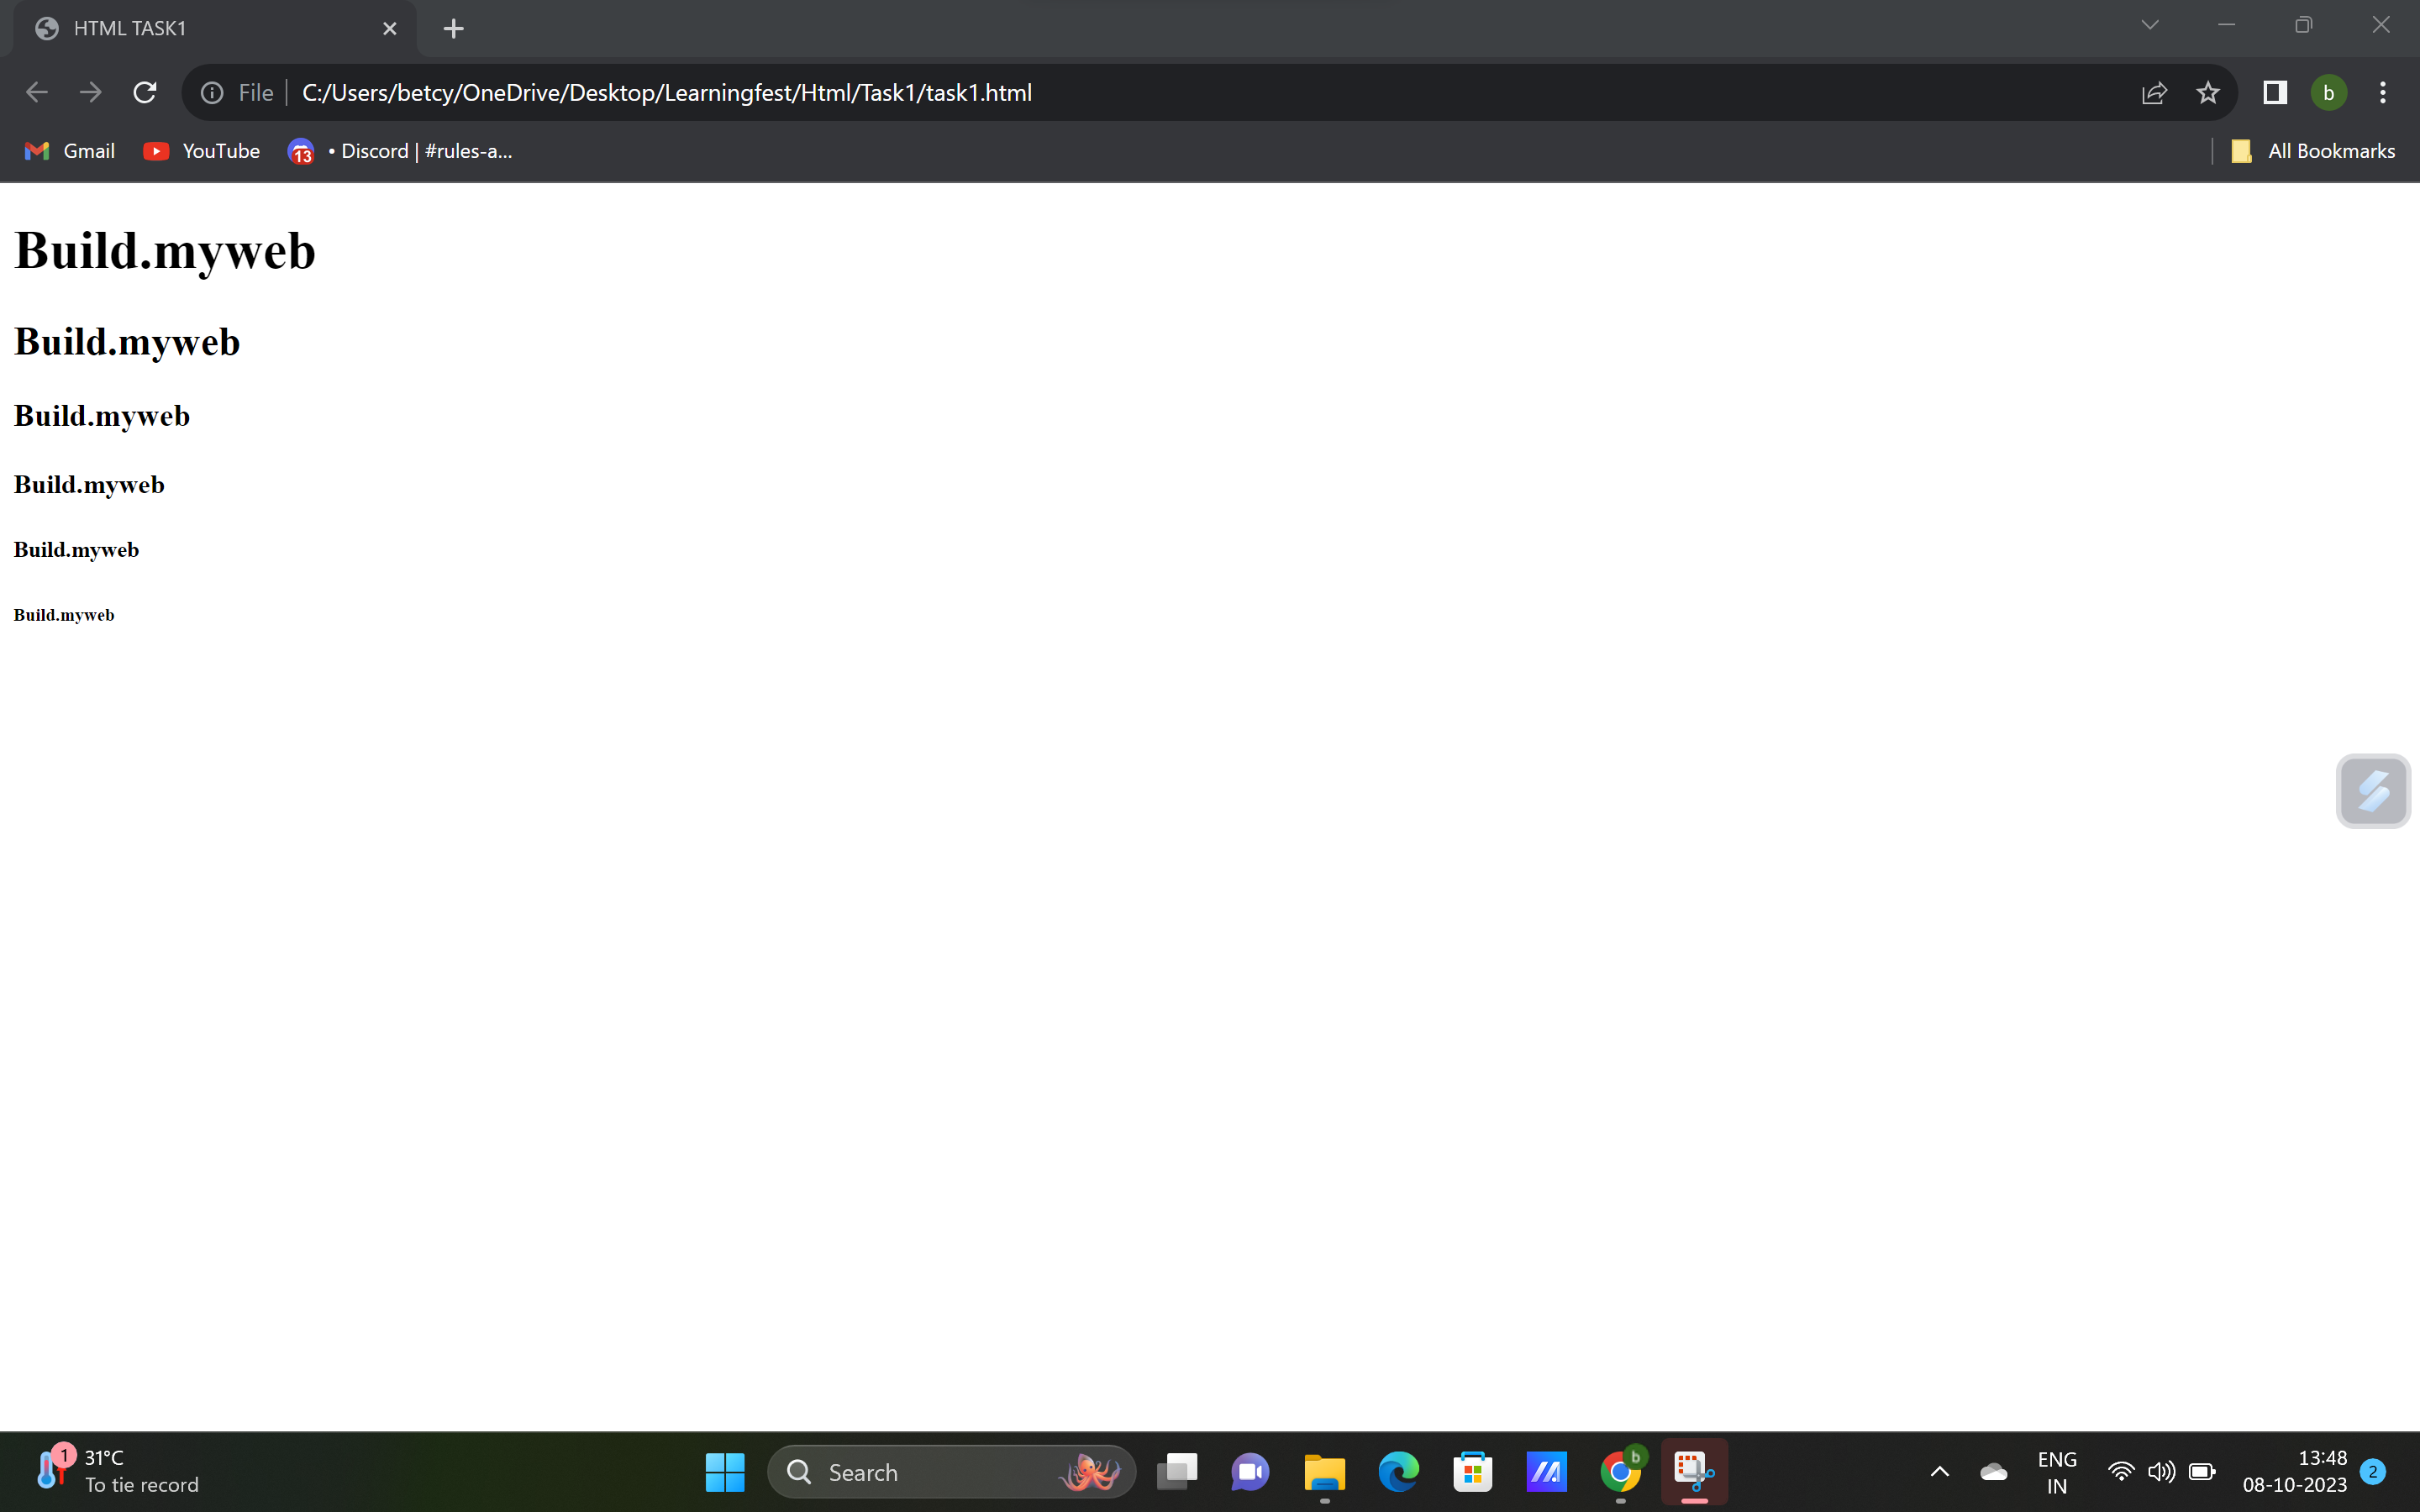 HTML TASK1
File C:/Users/betcy/OneDrive/Desktop/Learningfest/Html/Task1/task1.html
b
Gmail YouTube 13 • Discord | #rules-a... All Bookmarks
Build.myweb
Build.myweb
Build.myweb
Build.myweb
Build.myweb
Build.myweb
1 31°C
To tie record
Search
b
ENG
IN
13:48
08-10-2023
2